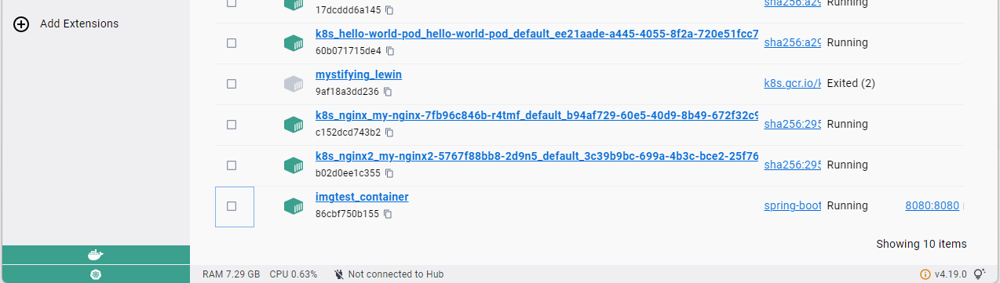 Add Extensions
17dcddd6a145
sha256:a29
Running
k8s_hello-world-pod_hello-world-pod_default_ee21aade-a445-4055-8f2a-720e51fcc7
60b071715de4
sha256:a29
Running
mystifying_lewin
9af18a3dd236
k8s.gcr.io/k
Exited (2)
k8s_nginx_my-nginx-7fb96c846b-r4tmf_default_b94af729-60e5-40d9-8b49-672f32c9
c152dcd743b2
sha256:295
Running
k8s_nginx2_my-nginx2-5767f88bb8-2d9n5_default_3c39b9bc-699a-4b3c-bce2-25f76
b02d0ee1c355
sha256:295
Running
imgtest_container
86cbf750b155
spring-boot
Running
8080:8080
Showing 10 items
RAM 7.29 GB CPU 0.63% Not connected to Hub
v4.19.0